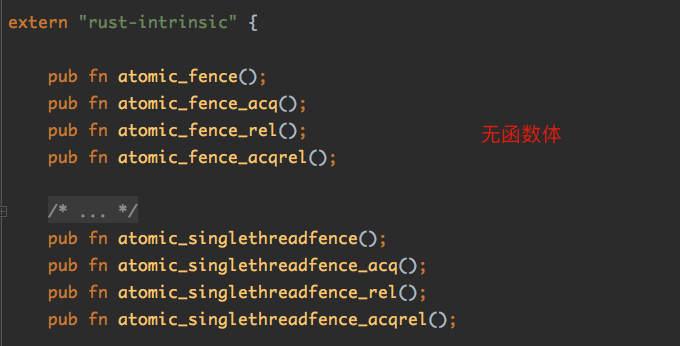 extern "rust-intrinsic" {
pub fn atomic_fence();
pub fn atomic_fence_acq();
pub fn atomic_fence_rel();
无函数体
pub fn atomic_fence_acqrel();
/* ... */
pub fn atomic_singlethreadfence();
pub fn atomic_singlethreadfence_acq();
pub fn atomic_singlethreadfence_rel();
pub fn atomic_singlethreadfence_acqrel();